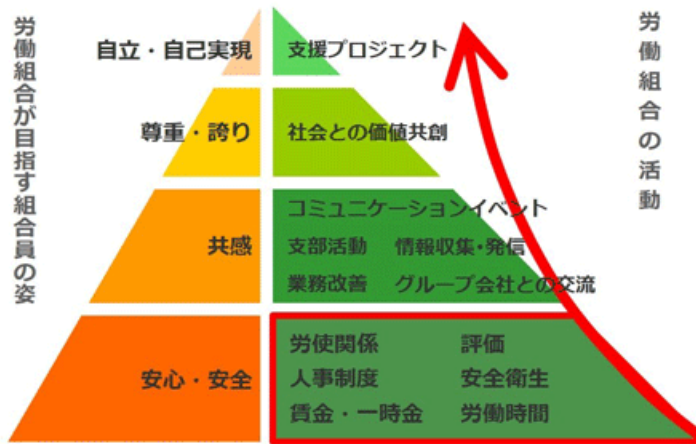 労働組合が目指す組合員の姿
自立・自己実現
支援プロジェクト
尊重・誇り
社会との価値共創
共感
コミュニケーションイベント
支部活動 情報収集・発信
業務改善 グループ会社との交流
安心・安全
労使関係 評価
人事制度 安全衛生
賃金・一時金 労働時間
労働組合の活動